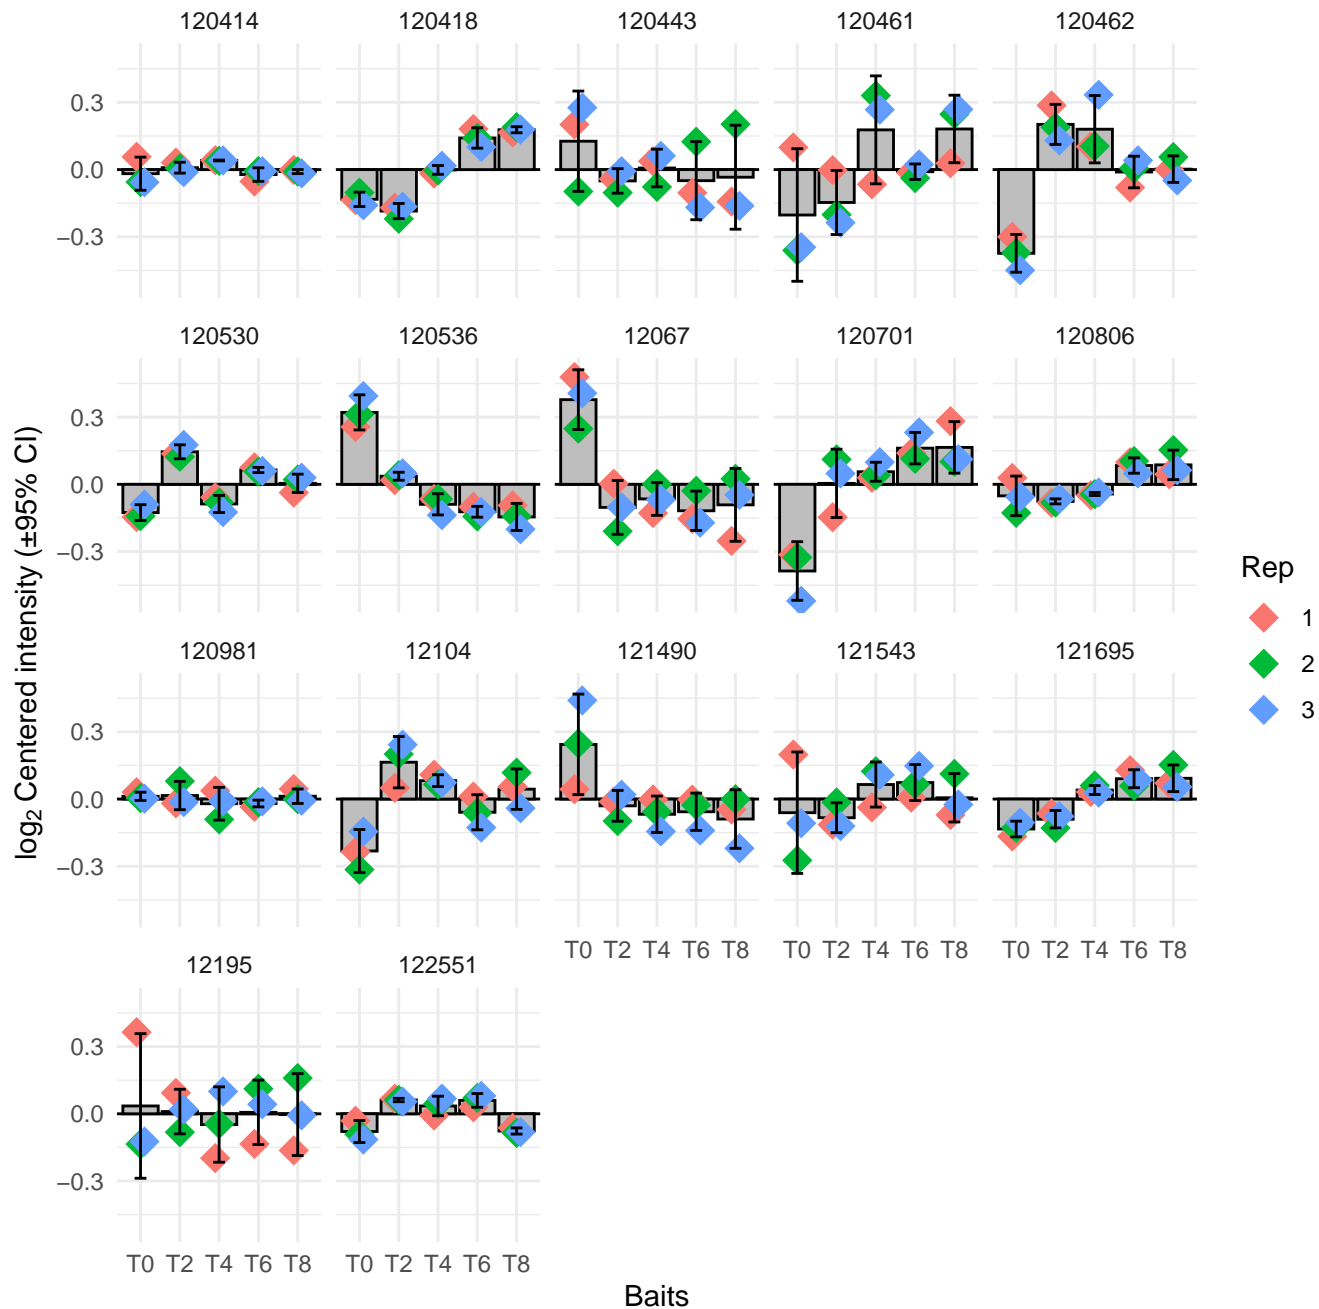 120414 120418 120443 120461 120462
0.3
0.0
−0.3
120530 120536 12067 120701 120806
0.3
0.0
−0.3
120981 12104 121490 121543 121695
0.3
0.0
−0.3
T0 T2 T4 T6 T8 T0 T2 T4 T6 T8 T0 T2 T4 T6 T8
12195 122551
0.3
0.0
−0.3
T0 T2 T4 T6 T8 T0 T2 T4 T6 T8
Baits
log2 Centered intensity (±95% CI)
Rep
1
2
3